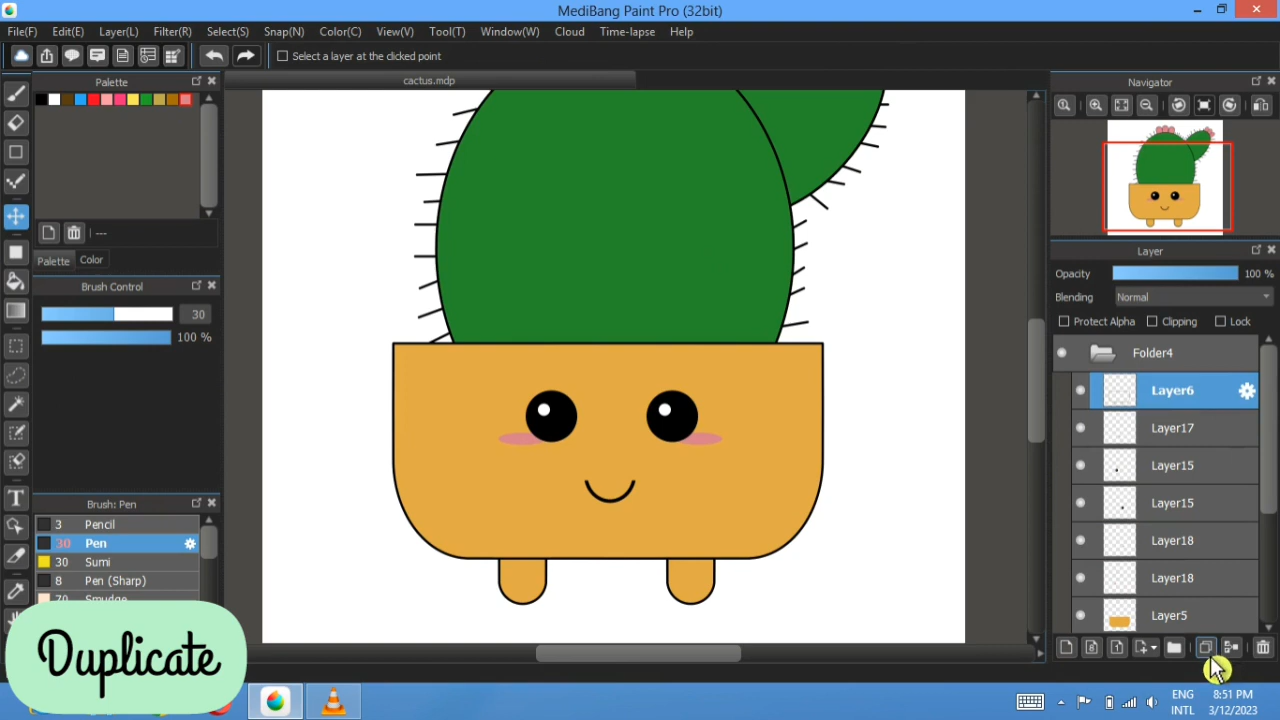 MediBang Paint Pro (32bit)
File(F) Edit(E) Layer(L) Filter(R) Select(S) Snap(N) Color(C) View(V) Tool(T) Window(W) Cloud Time-lapse Help
Select a layer at the clicked point
Palette
cactus.mdp
Navigator
---
Palette Color
Brush Control
30
100 %
Layer
Opacity 100 %
Blending Normal
Protect Alpha Clipping Lock
Folder4
Layer6
Layer17
Layer15
Layer15
Layer18
Layer18
Layer5
Brush: Pen
3 Pencil
30 Pen
30 Sumi
8 Pen (Sharp)
70 Smudge
Duplicate
ENG
INTL
8:51 PM
3/12/2023